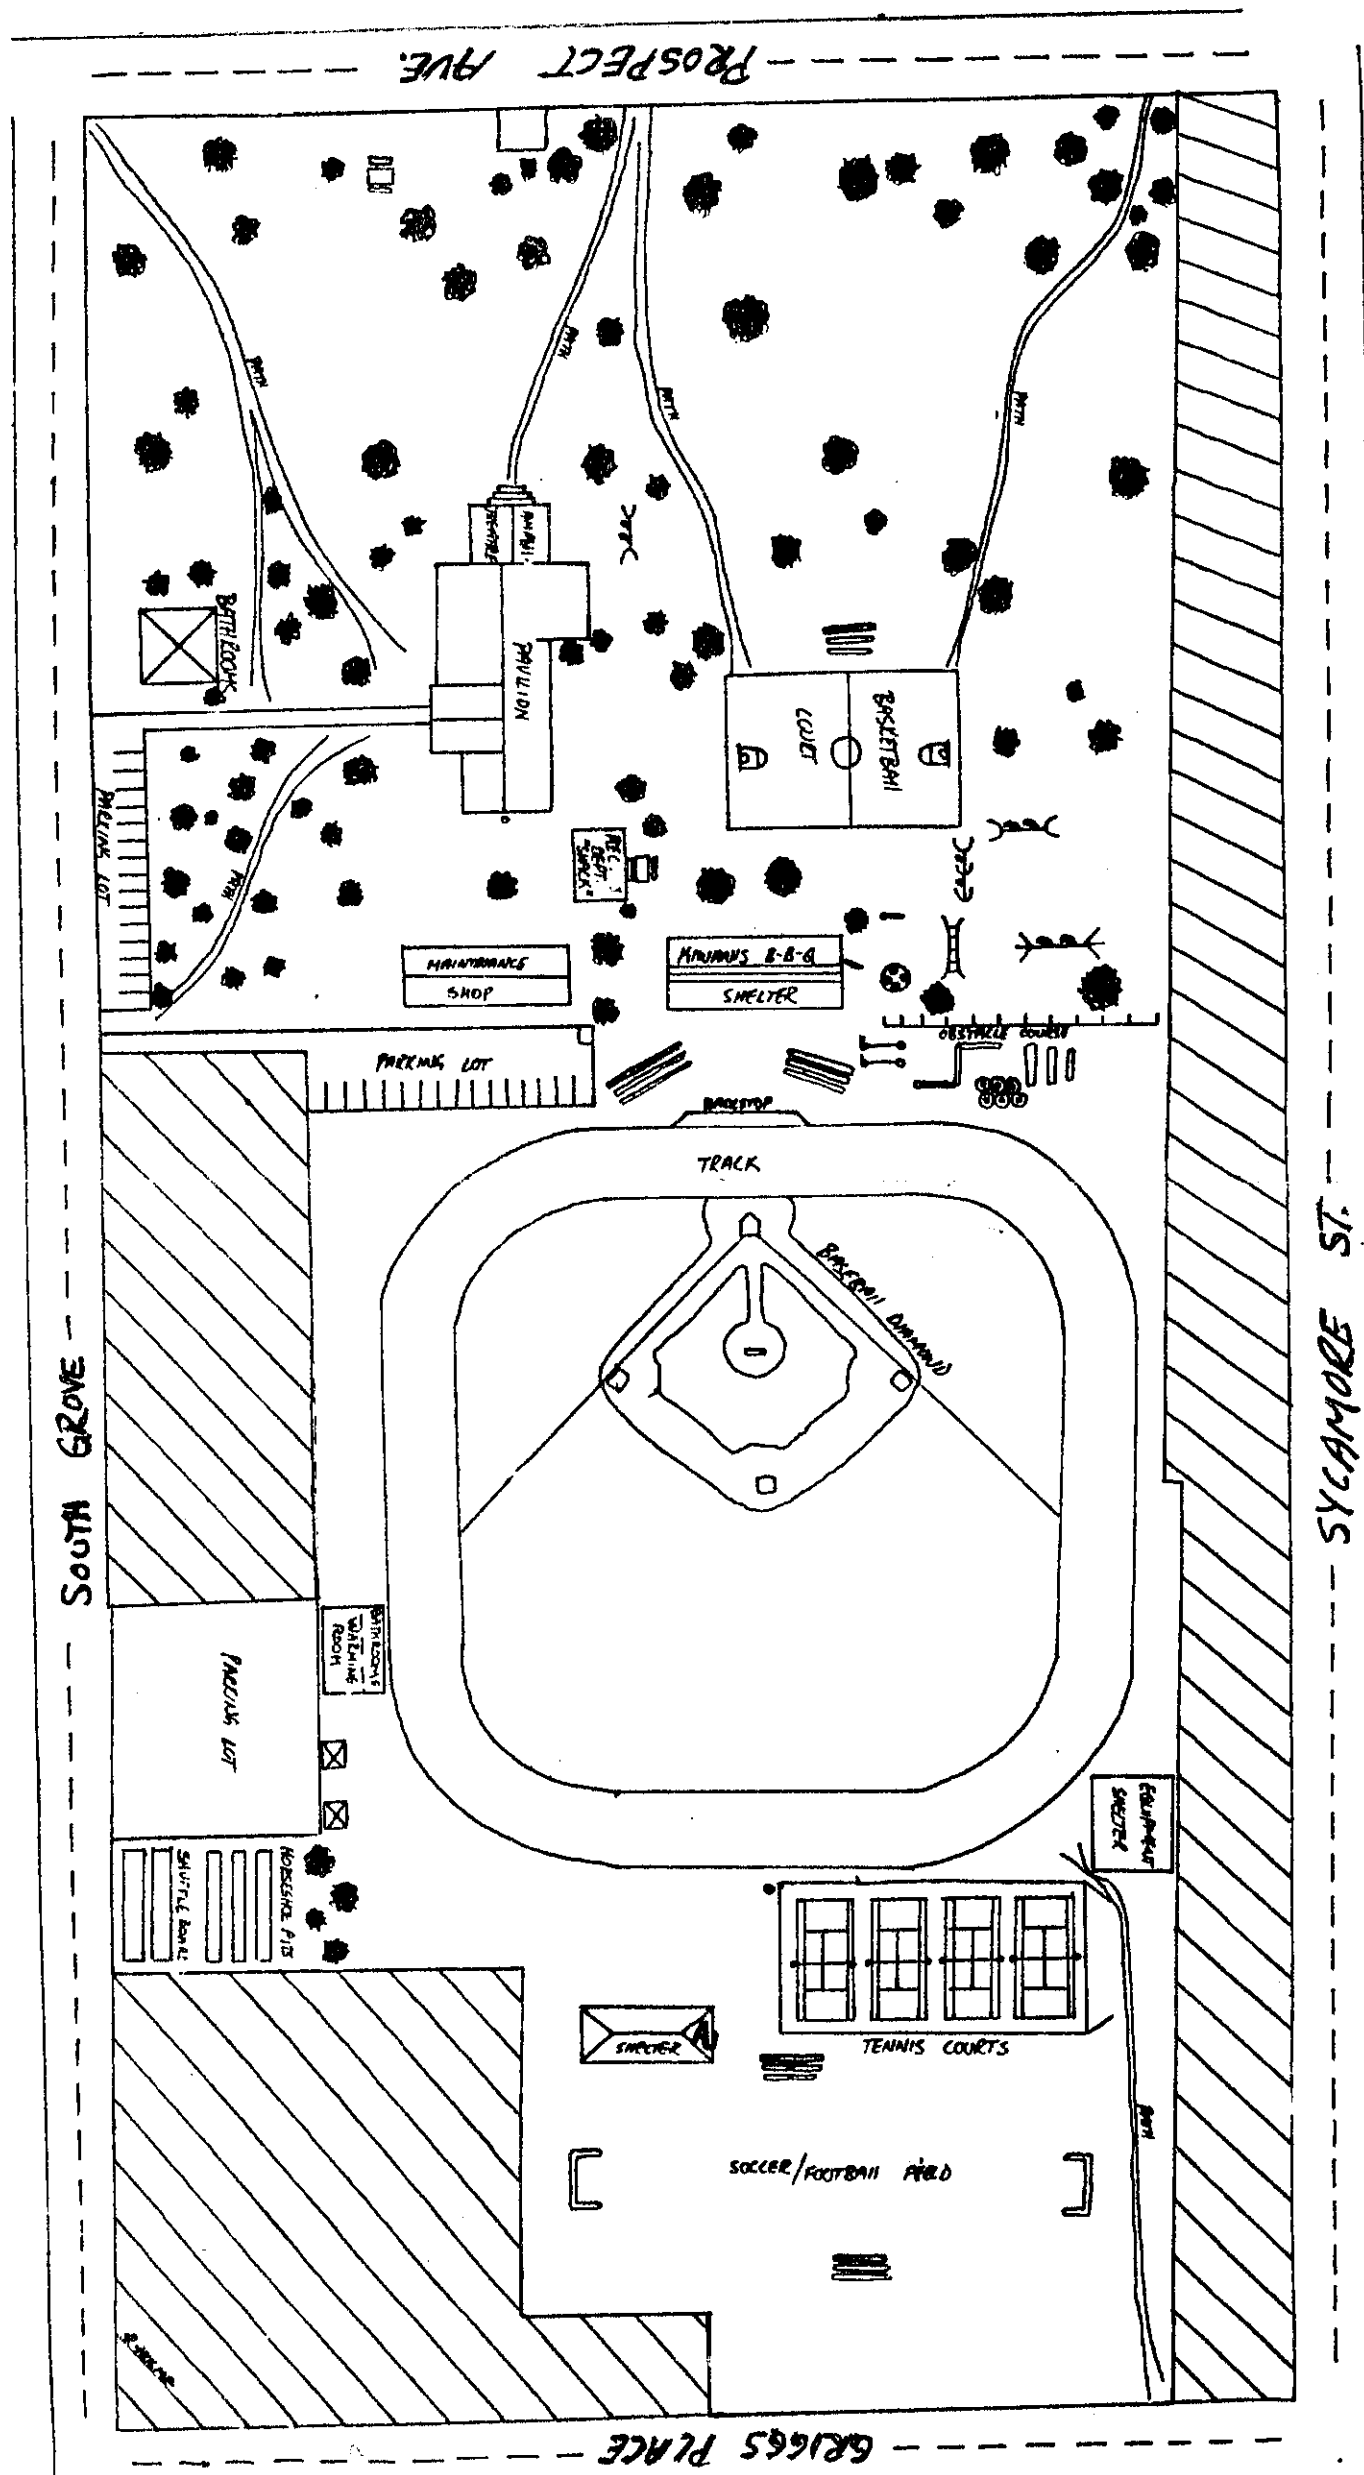 PROSPECT AVE.
PATH
PATH
PATH
PATH
AMPHI-
THEATRE
BATHROOMS
PAVILION
BASKETBALL
COURT
PARKING LOT
PATH
REC.
DEPT.
"SHACK"
MAINTENANCE
SHOP
KIWANIS B-B-Q
SHELTER
OBSTACLE COURSE
PARKING LOT
BACKSTOP
TRACK
BASEBALL DIAMOND
SOUTH GROVE
SYCAMORE ST.
BATHROOMS
WARMING
ROOM
PARKING LOT
EQUIPMENT
SHELTER
HORSESHOE PITS
SHUFFLE BOARD
SHELTER
TENNIS COURTS
PATH
SOCCER/FOOTBALL FIELD
GRIGGS PLACE